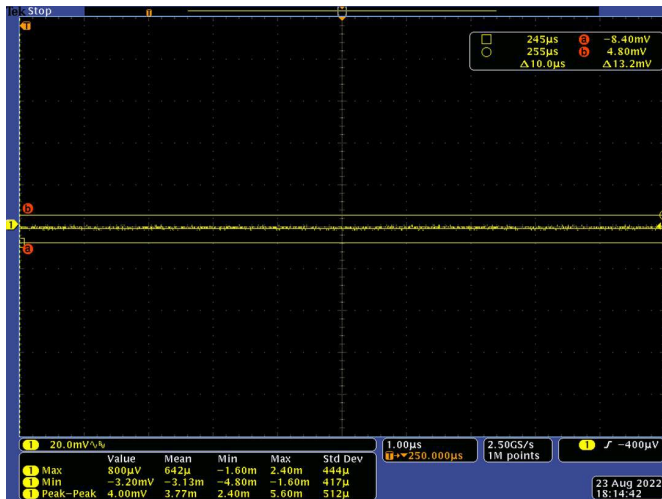 Tek Stop
T
245µs a −8.40mV
255µs b 4.80mV
Δ10.0µs Δ13.2mV
b
1
a
1 20.0mV
1.00µs
T→▼250.000µs
2.50GS/s
1M points
1 −400µV
Value Mean Min Max Std Dev
1 Max 800µV 642µ −1.60m 2.40m 444µ
1 Min −3.20mV −3.13m −4.80m −1.60m 417µ
1 Peak–Peak 4.00mV 3.77m 2.40m 5.60m 512µ
23 Aug 2022
18:14:42